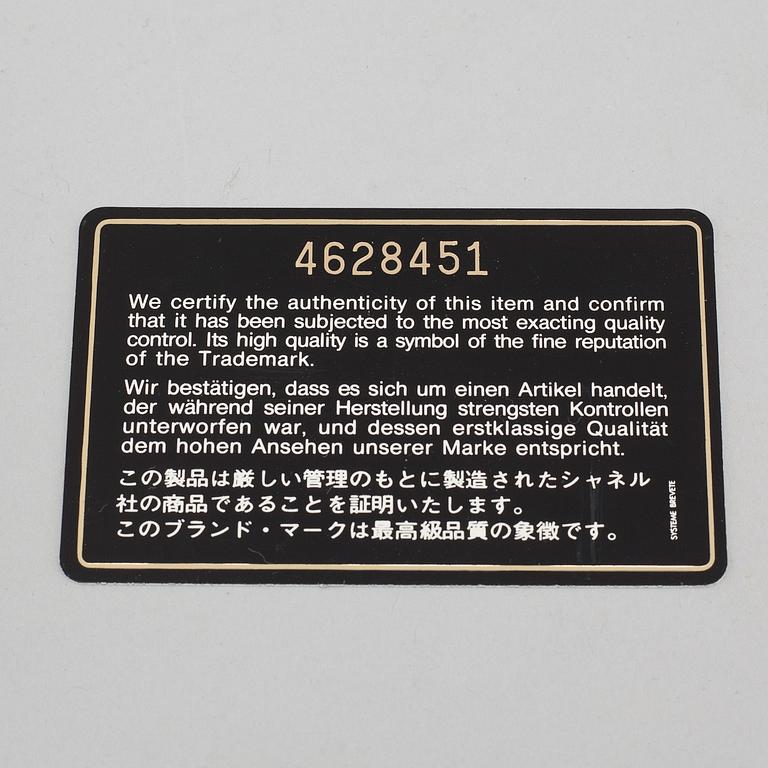 4628451
We certify the authenticity of this item and confirm
that it has been subjected to the most exacting quality
control. Its high quality is a symbol of the fine reputation
of the Trademark.
Wir bestätigen, dass es sich um einen Artikel handelt,
der während seiner Herstellung strengsten Kontrollen
unterworfen war, und dessen erstklassige Qualität
dem hohen Ansehen unserer Marke entspricht.
この製品は厳しい管理のもとに製造されたシャネル
社の商品であることを証明いたします。
このブランド・マークは最高級品質の象徴です。
SYSTEME BREVETE